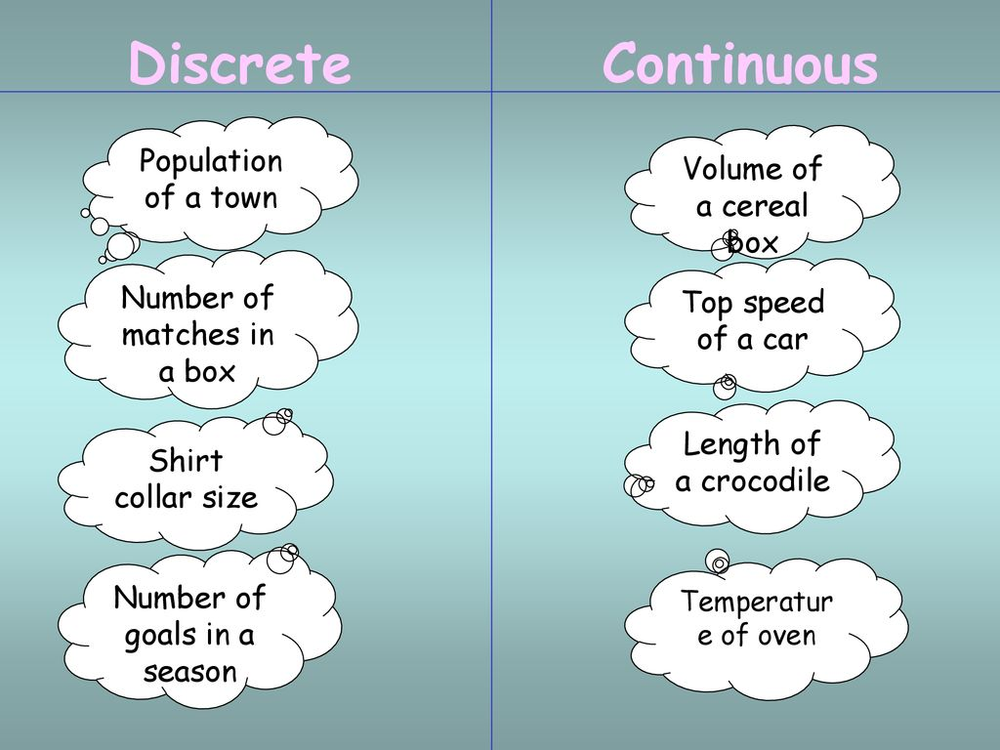 Discrete
Continuous
Population
of a town
Number of
matches in
a box
Shirt
collar size
Number of
goals in a
season
Volume of
a cereal
box
Top speed
of a car
Length of
a crocodile
Temperatur
e of oven